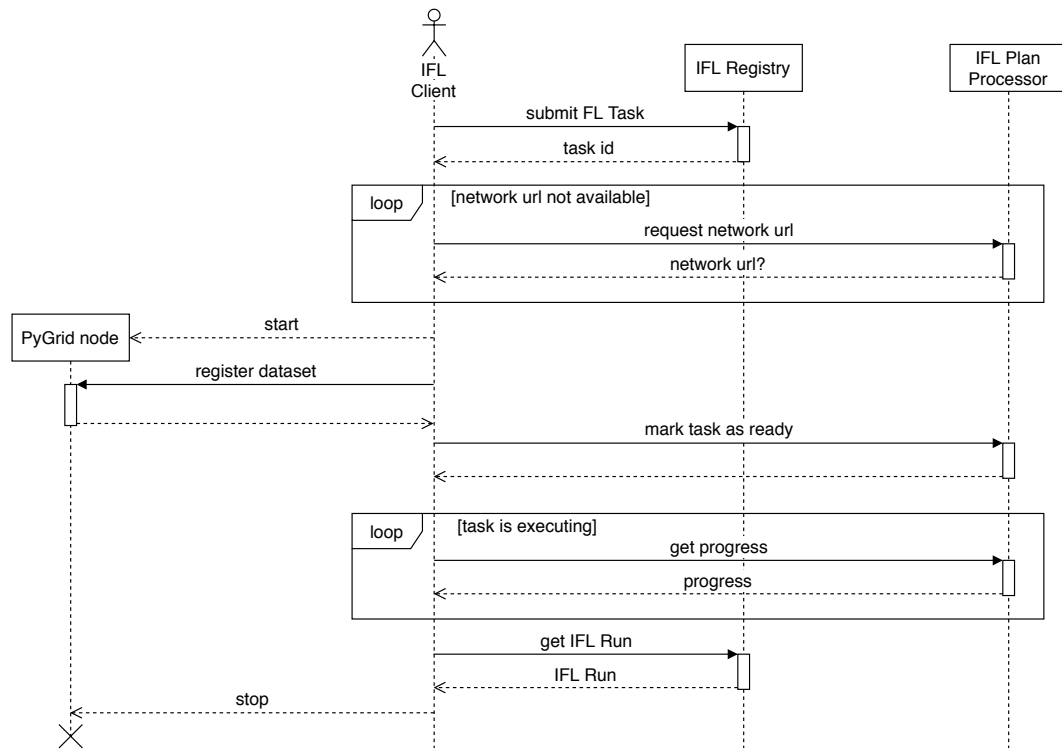 IFL
Client
IFL Registry
IFL Plan
Processor
submit FL Task
task id
loop
[network url not available]
request network url
network url?
start
PyGrid node
register dataset
mark task as ready
loop
[task is executing]
get progress
progress
get IFL Run
IFL Run
stop